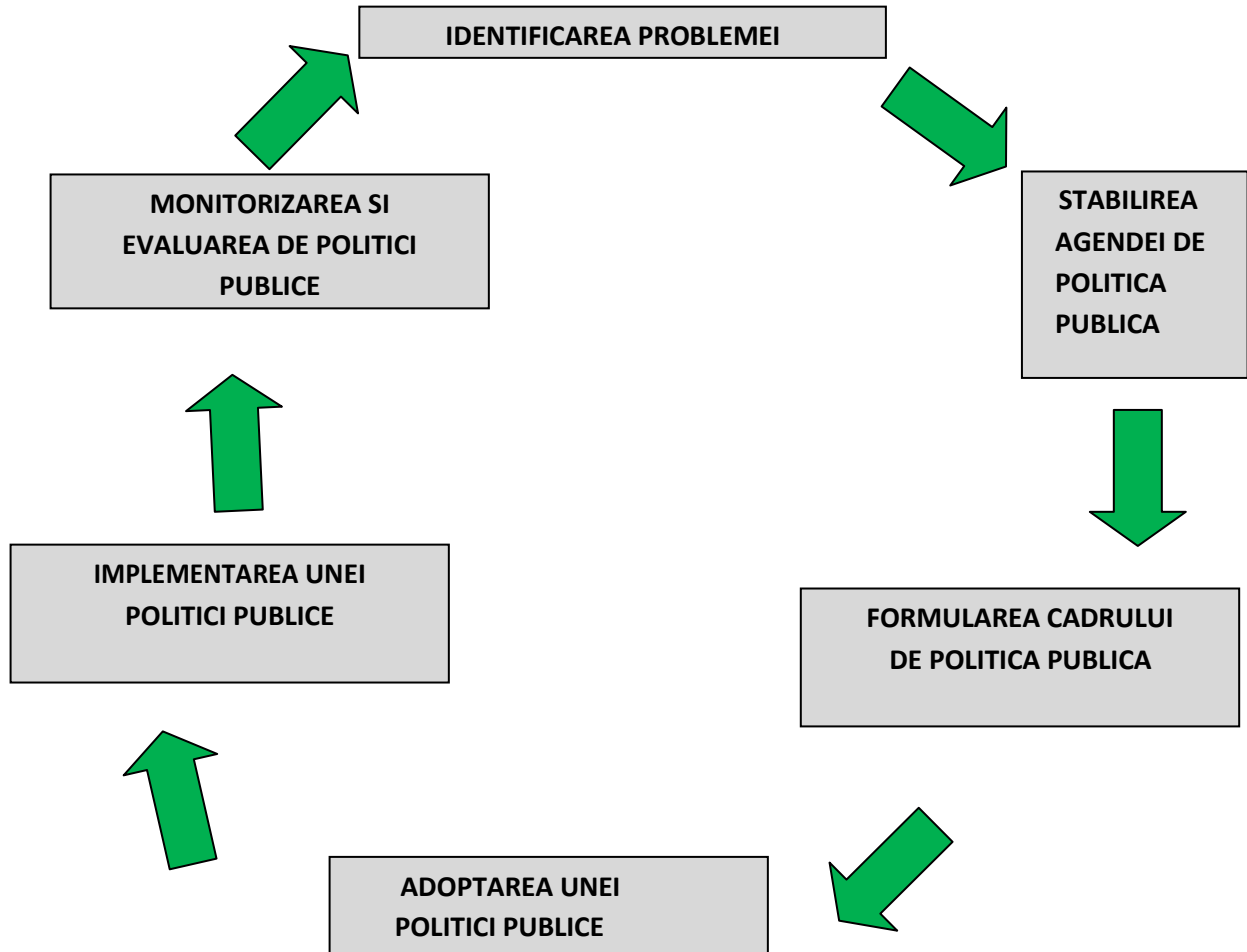 IDENTIFICAREA PROBLEMEI
STABILIREA
AGENDEI DE
POLITICA
PUBLICA
FORMULAREA CADRULUI
DE POLITICA PUBLICA
ADOPTAREA UNEI
POLITICI PUBLICE
IMPLEMENTAREA UNEI
POLITICI PUBLICE
MONITORIZAREA SI
EVALUAREA DE POLITICI
PUBLICE